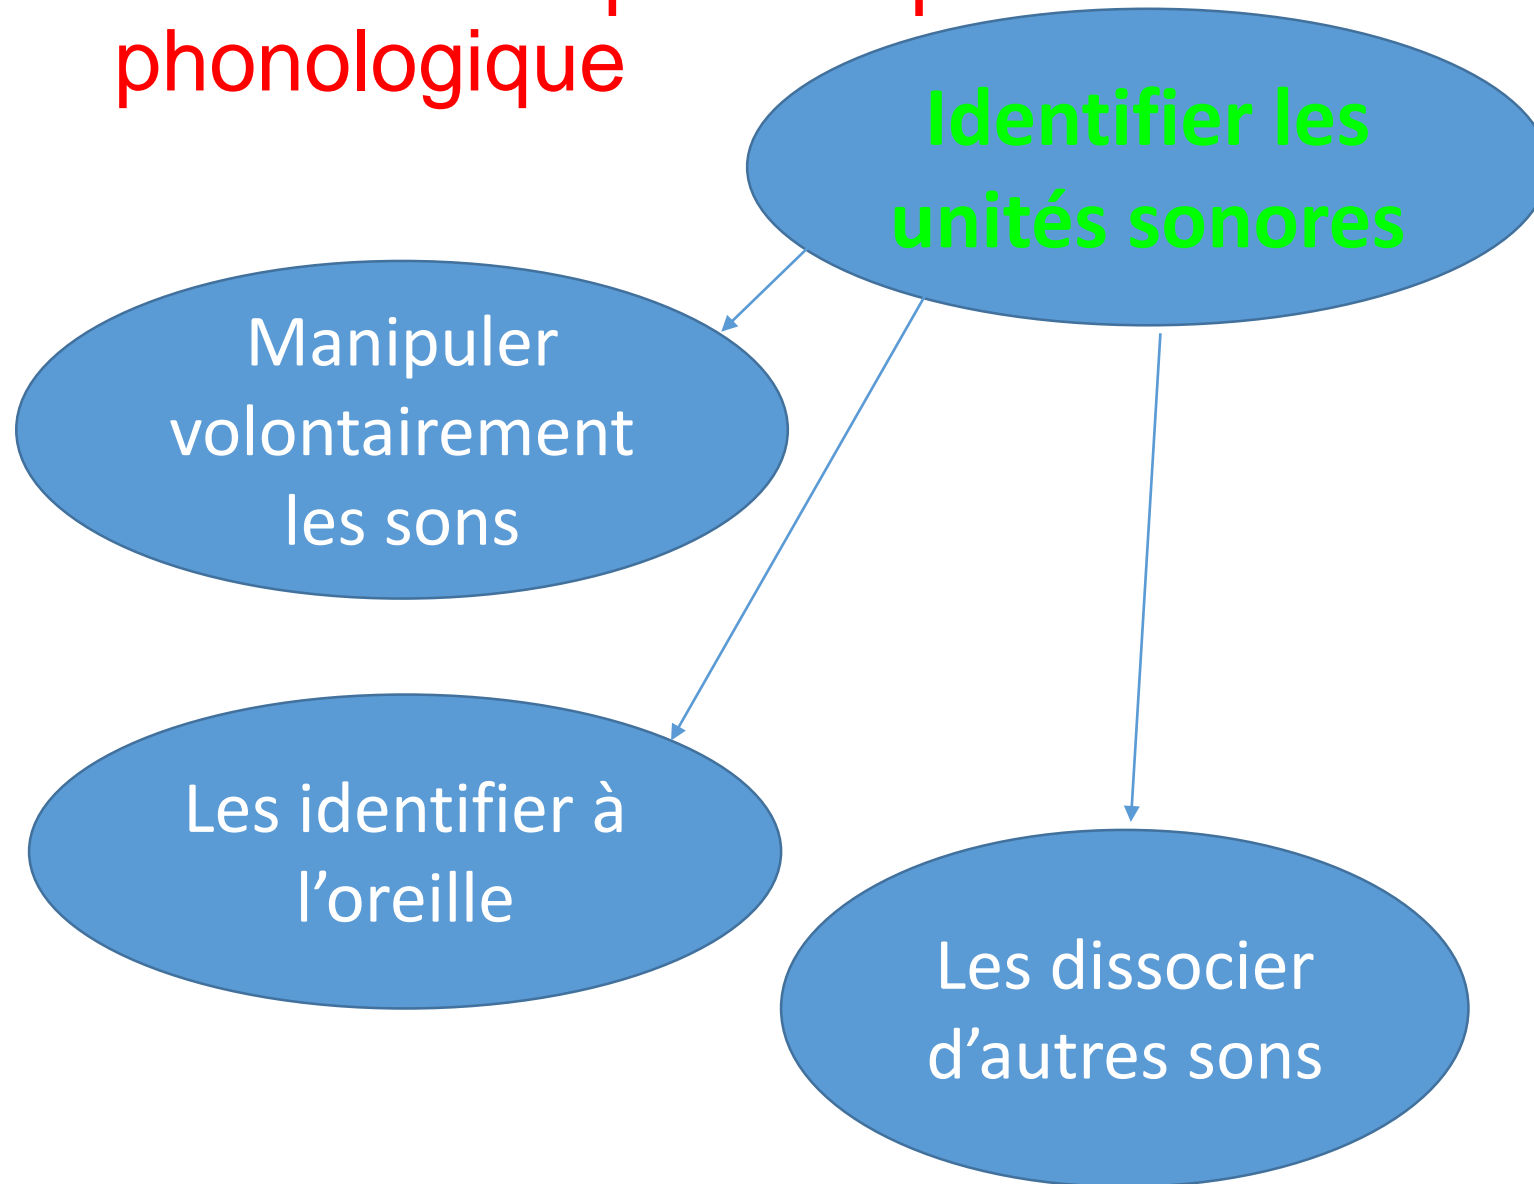 phonologique
Identifier les
unités sonores
Manipuler
volontairement
les sons
Les identifier à
l’oreille
Les dissocier
d’autres sons